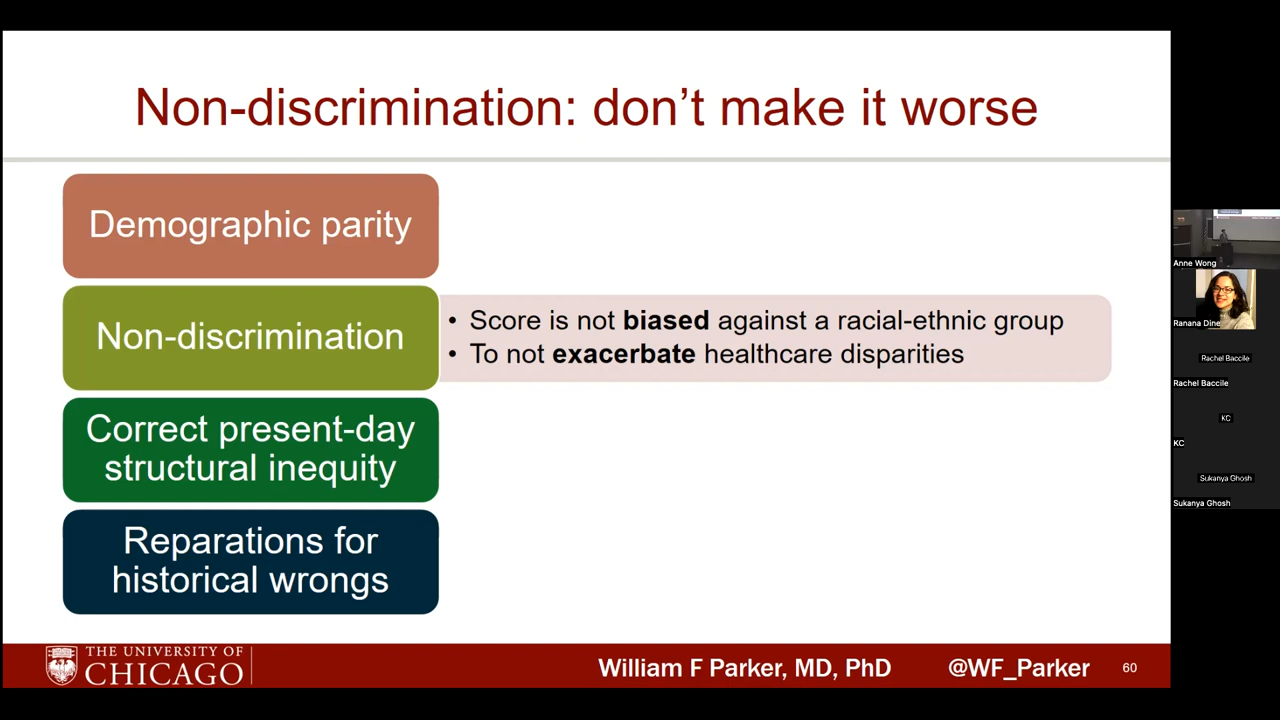 Non-discrimination: don't make it worse
Demographic parity
Non-discrimination
• Score is not biased against a racial-ethnic group
• To not exacerbate healthcare disparities
Correct present-day
structural inequity
Reparations for
historical wrongs
THE UNIVERSITY OF
CHICAGO
William F Parker, MD, PhD
@WF_Parker
60
Anne Wong
Ranana Dine
Rachel Baccile
Rachel Baccile
KC
KC
Sukanya Ghosh
Sukanya Ghosh